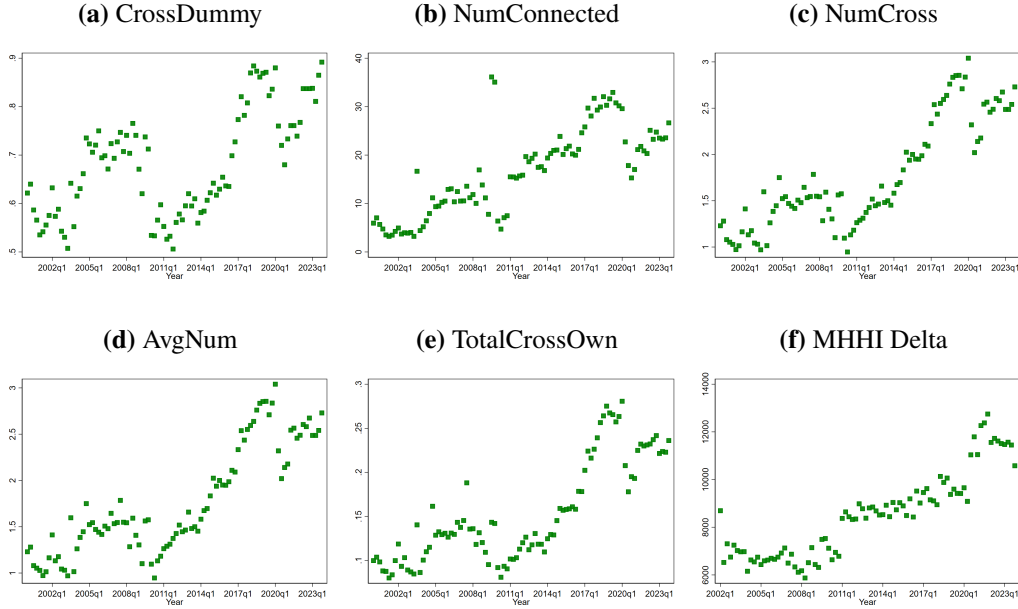 (a) CrossDummy
.9
.8
.7
.6
.5
2002q1 2005q1 2008q1 2011q1 2014q1 2017q1 2020q1 2023q1
Year
(b) NumConnected
40
30
20
10
0
2002q1 2005q1 2008q1 2011q1 2014q1 2017q1 2020q1 2023q1
Year
(c) NumCross
3
2.5
2
1.5
1
2002q1 2005q1 2008q1 2011q1 2014q1 2017q1 2020q1 2023q1
Year
(d) AvgNum
3
2.5
2
1.5
1
2002q1 2005q1 2008q1 2011q1 2014q1 2017q1 2020q1 2023q1
Year
(e) TotalCrossOwn
.3
.25
.2
.15
.1
2002q1 2005q1 2008q1 2011q1 2014q1 2017q1 2020q1 2023q1
Year
(f) MHHI Delta
14000
12000
10000
8000
6000
2002q1 2005q1 2008q1 2011q1 2014q1 2017q1 2020q1 2023q1
Year